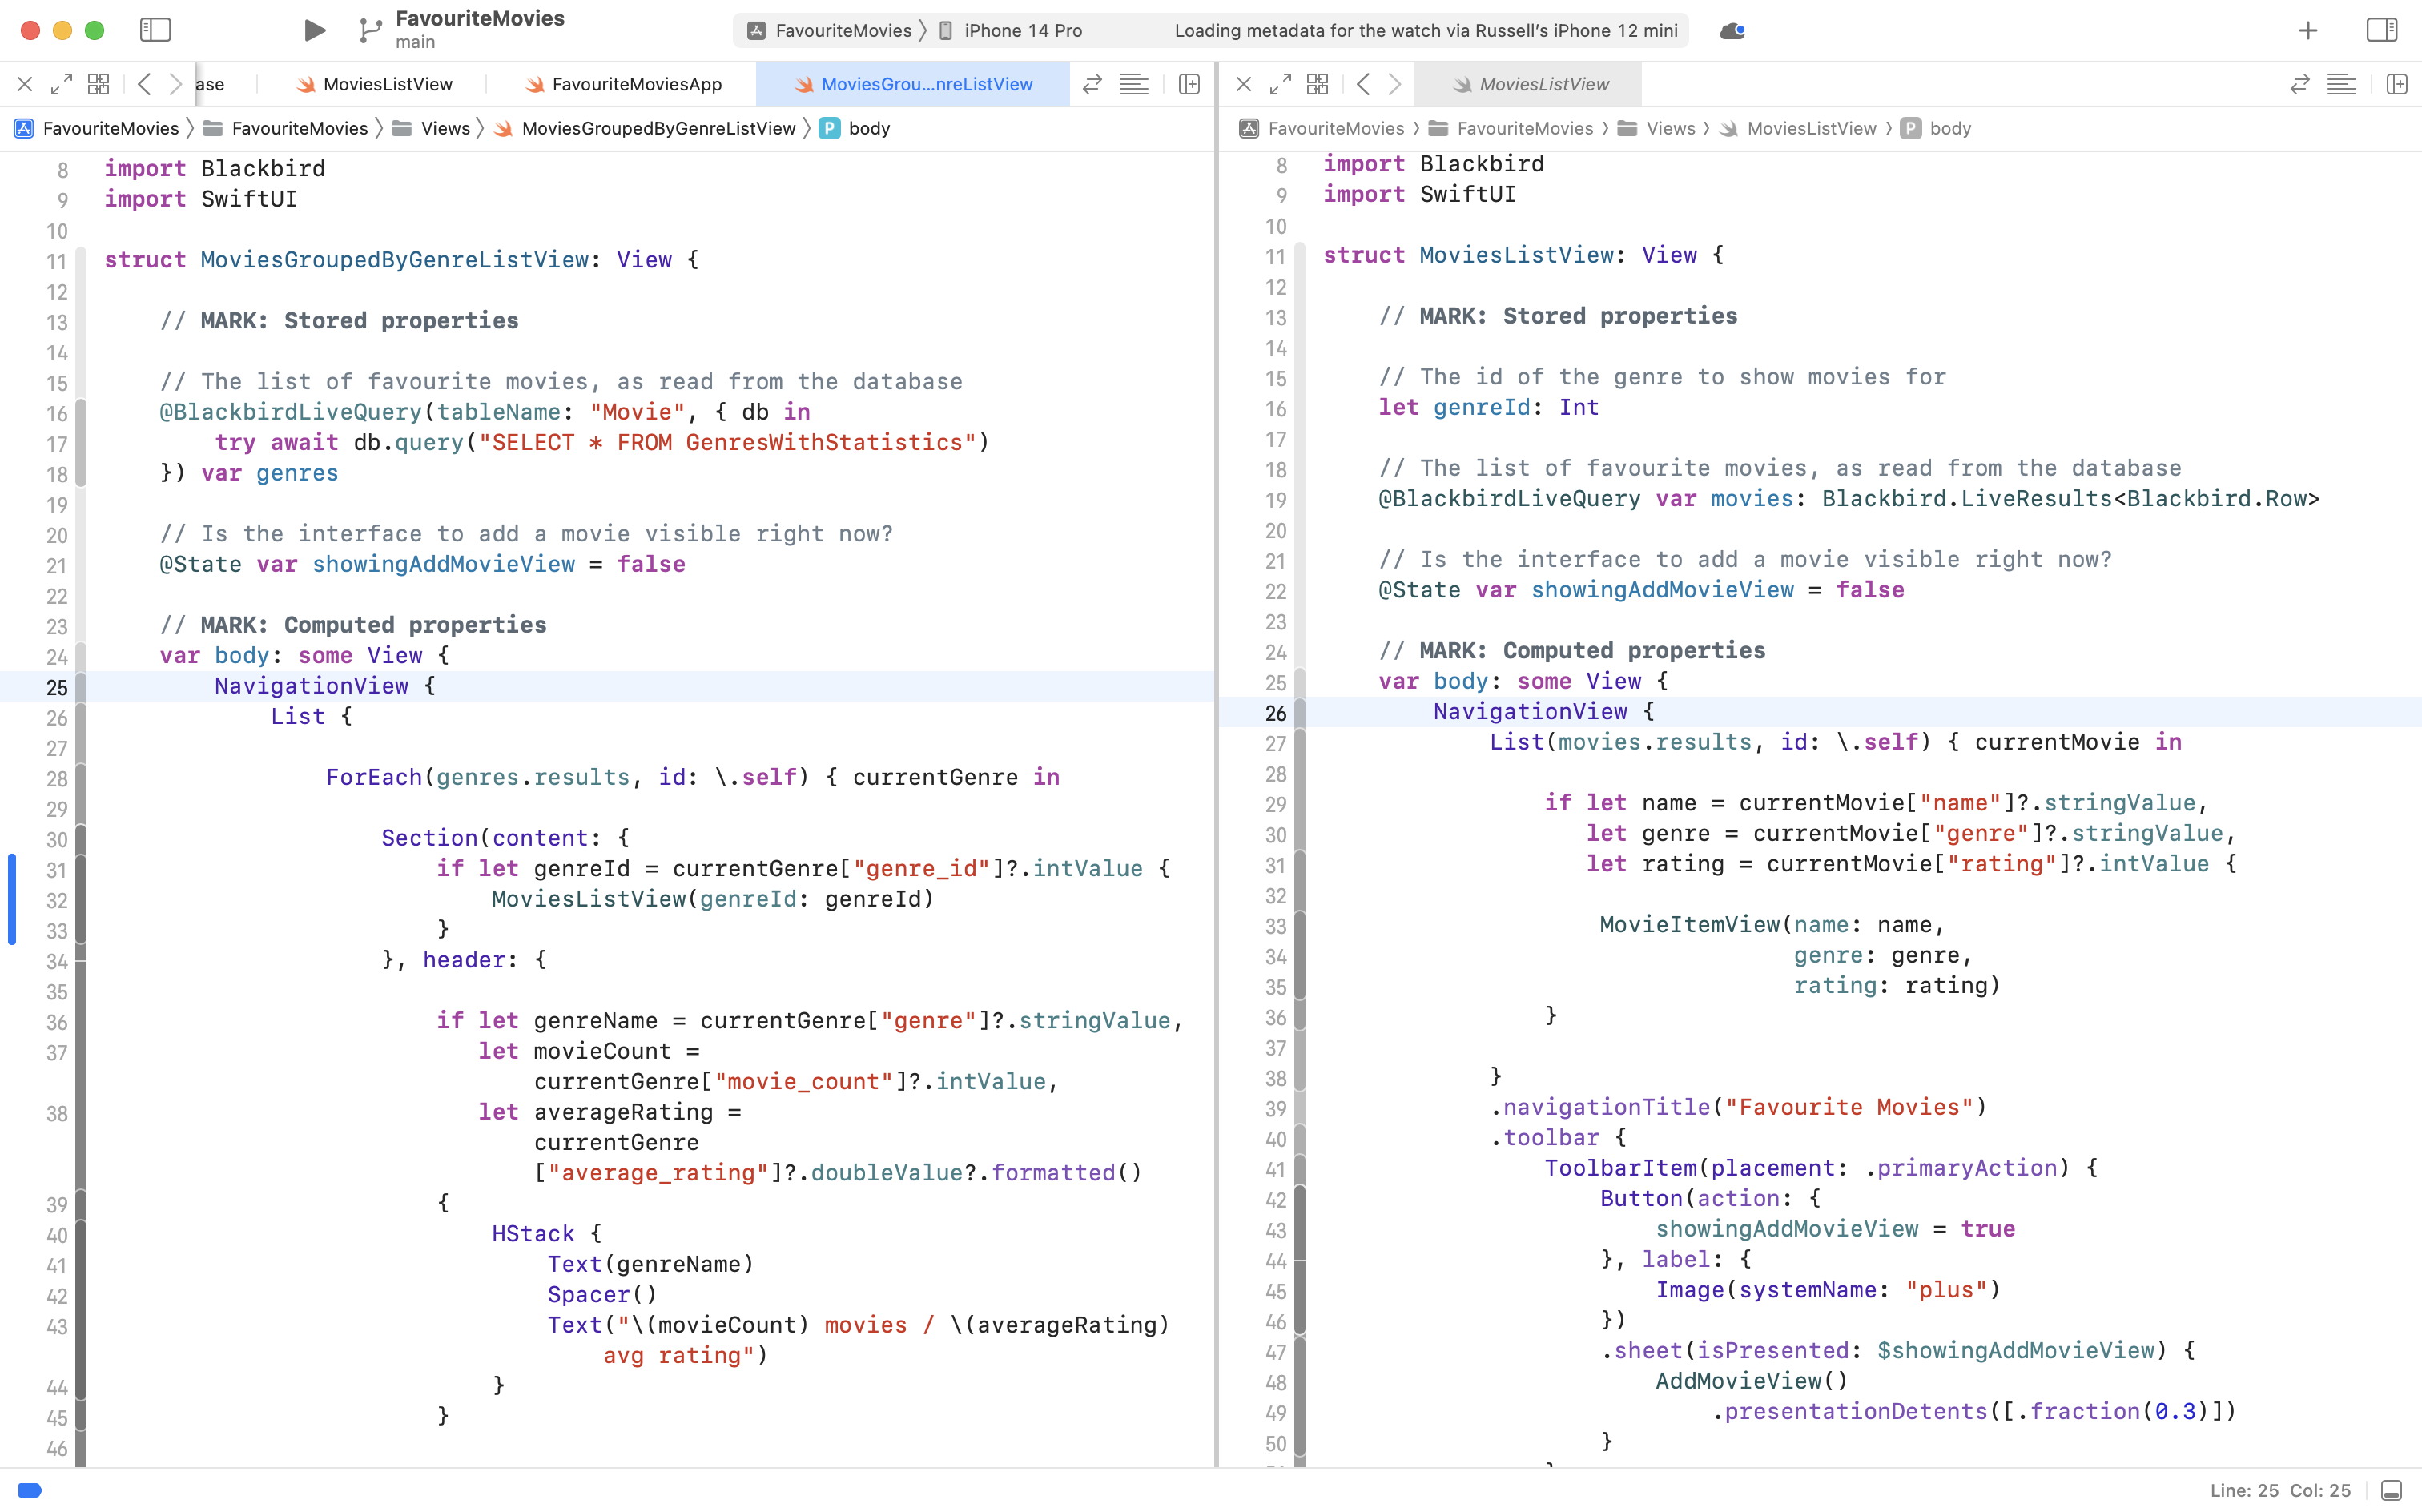 FavouriteMovies
main
FavouriteMovies 〉 iPhone 14 Pro
Loading metadata for the watch via Russell’s iPhone 12 mini
ase
MoviesListView
FavouriteMoviesApp
MoviesGrou...nreListView
FavouriteMovies 〉 FavouriteMovies 〉 Views 〉 MoviesGroupedByGenreListView 〉 P body
8 import Blackbird
9 import SwiftUI
10
11 struct MoviesGroupedByGenreListView: View {
12
13     // MARK: Stored properties
14
15     // The list of favourite movies, as read from the database
16     @BlackbirdLiveQuery(tableName: "Movie", { db in
17         try await db.query("SELECT * FROM GenresWithStatistics")
18     }) var genres
19
20     // Is the interface to add a movie visible right now?
21     @State var showingAddMovieView = false
22
23     // MARK: Computed properties
24     var body: some View {
25         NavigationView {
26             List {
27
28                 ForEach(genres.results, id: \.self) { currentGenre in
29
30                     Section(content: {
31                         if let genreId = currentGenre["genre_id"]?.intValue {
32                             MoviesListView(genreId: genreId)
33                         }
34                     }, header: {
35
36                         if let genreName = currentGenre["genre"]?.stringValue,
37                            let movieCount =
                                currentGenre["movie_count"]?.intValue,
38                            let averageRating =
                                currentGenre
                                ["average_rating"]?.doubleValue?.formatted()
39                         {
40                             HStack {
41                                 Text(genreName)
42                                 Spacer()
43                                 Text("\(movieCount) movies / \(averageRating)
                                     avg rating")
44                             }
45                         }
46
MoviesListView
FavouriteMovies 〉 FavouriteMovies 〉 Views 〉 MoviesListView 〉 P body
8 import Blackbird
9 import SwiftUI
10
11 struct MoviesListView: View {
12
13     // MARK: Stored properties
14
15     // The id of the genre to show movies for
16     let genreId: Int
17
18     // The list of favourite movies, as read from the database
19     @BlackbirdLiveQuery var movies: Blackbird.LiveResults<Blackbird.Row>
20
21     // Is the interface to add a movie visible right now?
22     @State var showingAddMovieView = false
23
24     // MARK: Computed properties
25     var body: some View {
26         NavigationView {
27             List(movies.results, id: \.self) { currentMovie in
28
29                 if let name = currentMovie["name"]?.stringValue,
30                    let genre = currentMovie["genre"]?.stringValue,
31                    let rating = currentMovie["rating"]?.intValue {
32
33                     MovieItemView(name: name,
34                                   genre: genre,
35                                   rating: rating)
36                 }
37
38             }
39             .navigationTitle("Favourite Movies")
40             .toolbar {
41                 ToolbarItem(placement: .primaryAction) {
42                     Button(action: {
43                         showingAddMovieView = true
44                     }, label: {
45                         Image(systemName: "plus")
46                     })
47                     .sheet(isPresented: $showingAddMovieView) {
48                         AddMovieView()
49                             .presentationDetents([.fraction(0.3)])
50                     }
Line: 25 Col: 25